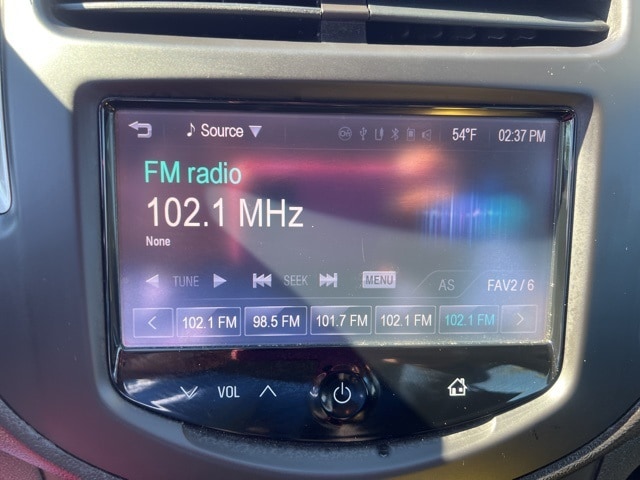 Source 54°F 02:37 PM
FM radio
102.1 MHz
None
TUNE SEEK MENU AS FAV2 / 6
102.1 FM 98.5 FM 101.7 FM 102.1 FM 102.1 FM
VOL